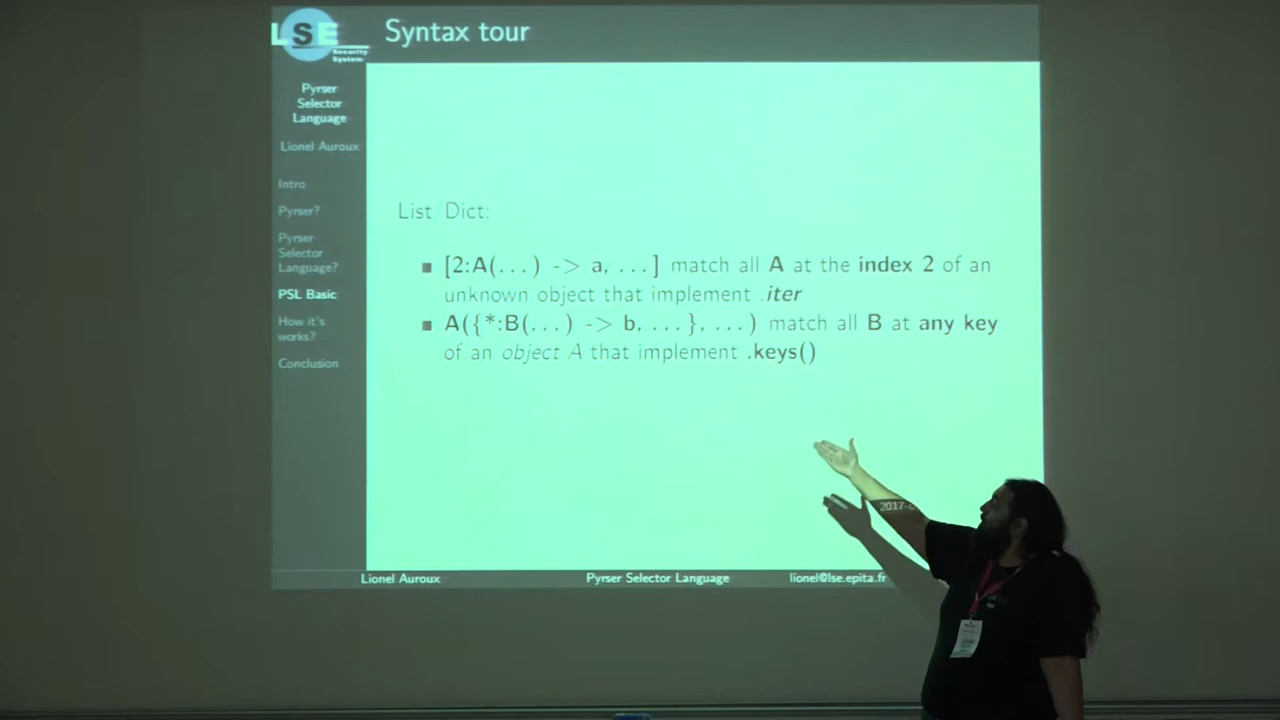 LSE
Security
System
Syntax tour
Pyrser
Selector
Language
Lionel Auroux
Intro
Pyrser?
Pyrser
Selector
Language?
PSL Basic
How it's
works?
Conclusion
List/Dict:
[2:A(...) -> a, ...] match all A at the index 2 of an
unknown object that implement .iter
A({*:B(...) -> b, ...}, ...) match all B at any key
of an object A that implement .keys()
Lionel Auroux
Pyrser Selector Language
lionel@lse.epita.fr